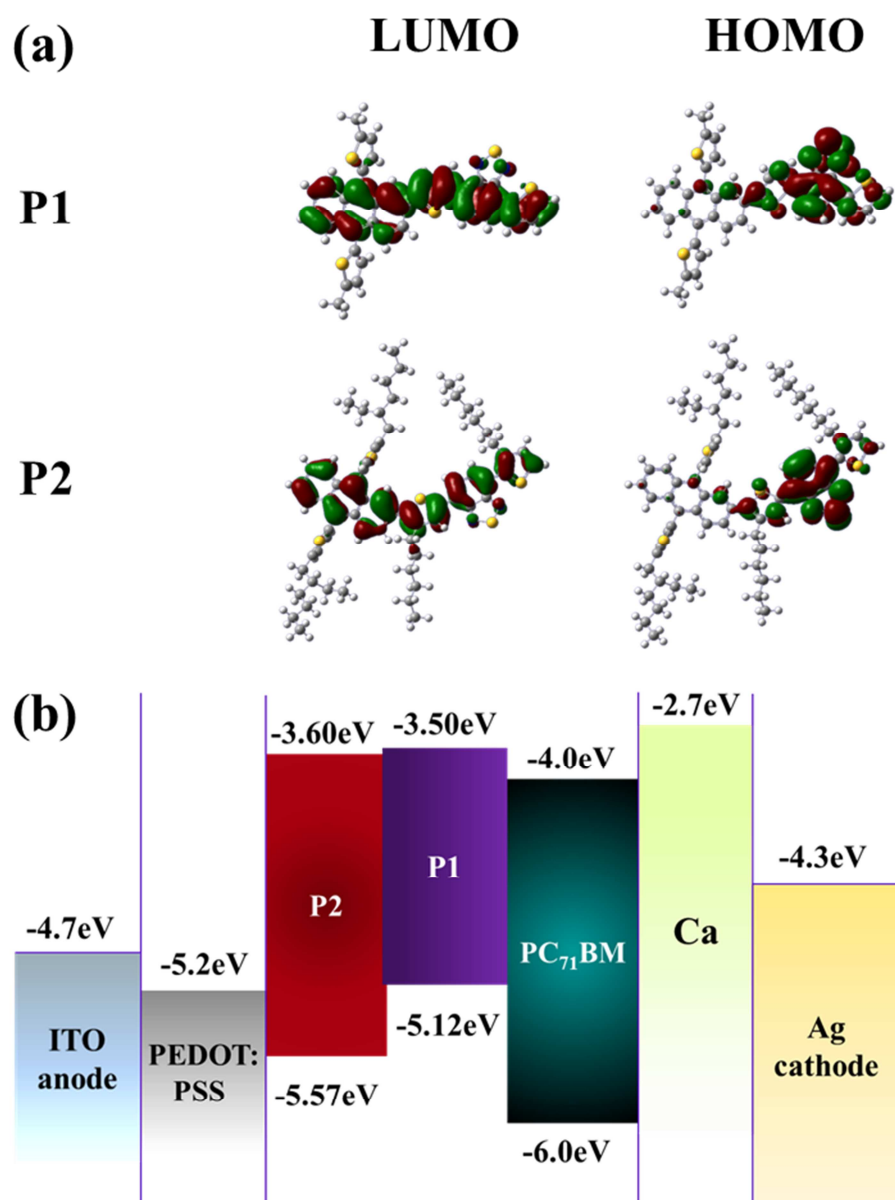 (a)
LUMO HOMO
P1
P2
(b)
-3.60eV -3.50eV -2.7eV
-4.0eV
-4.3eV
-4.7eV
-5.2eV
P2
P1
PC₇₁BM
Ca
ITO
anode
PEDOT:
PSS
Ag
cathode
-5.12eV
-5.57eV
-6.0eV